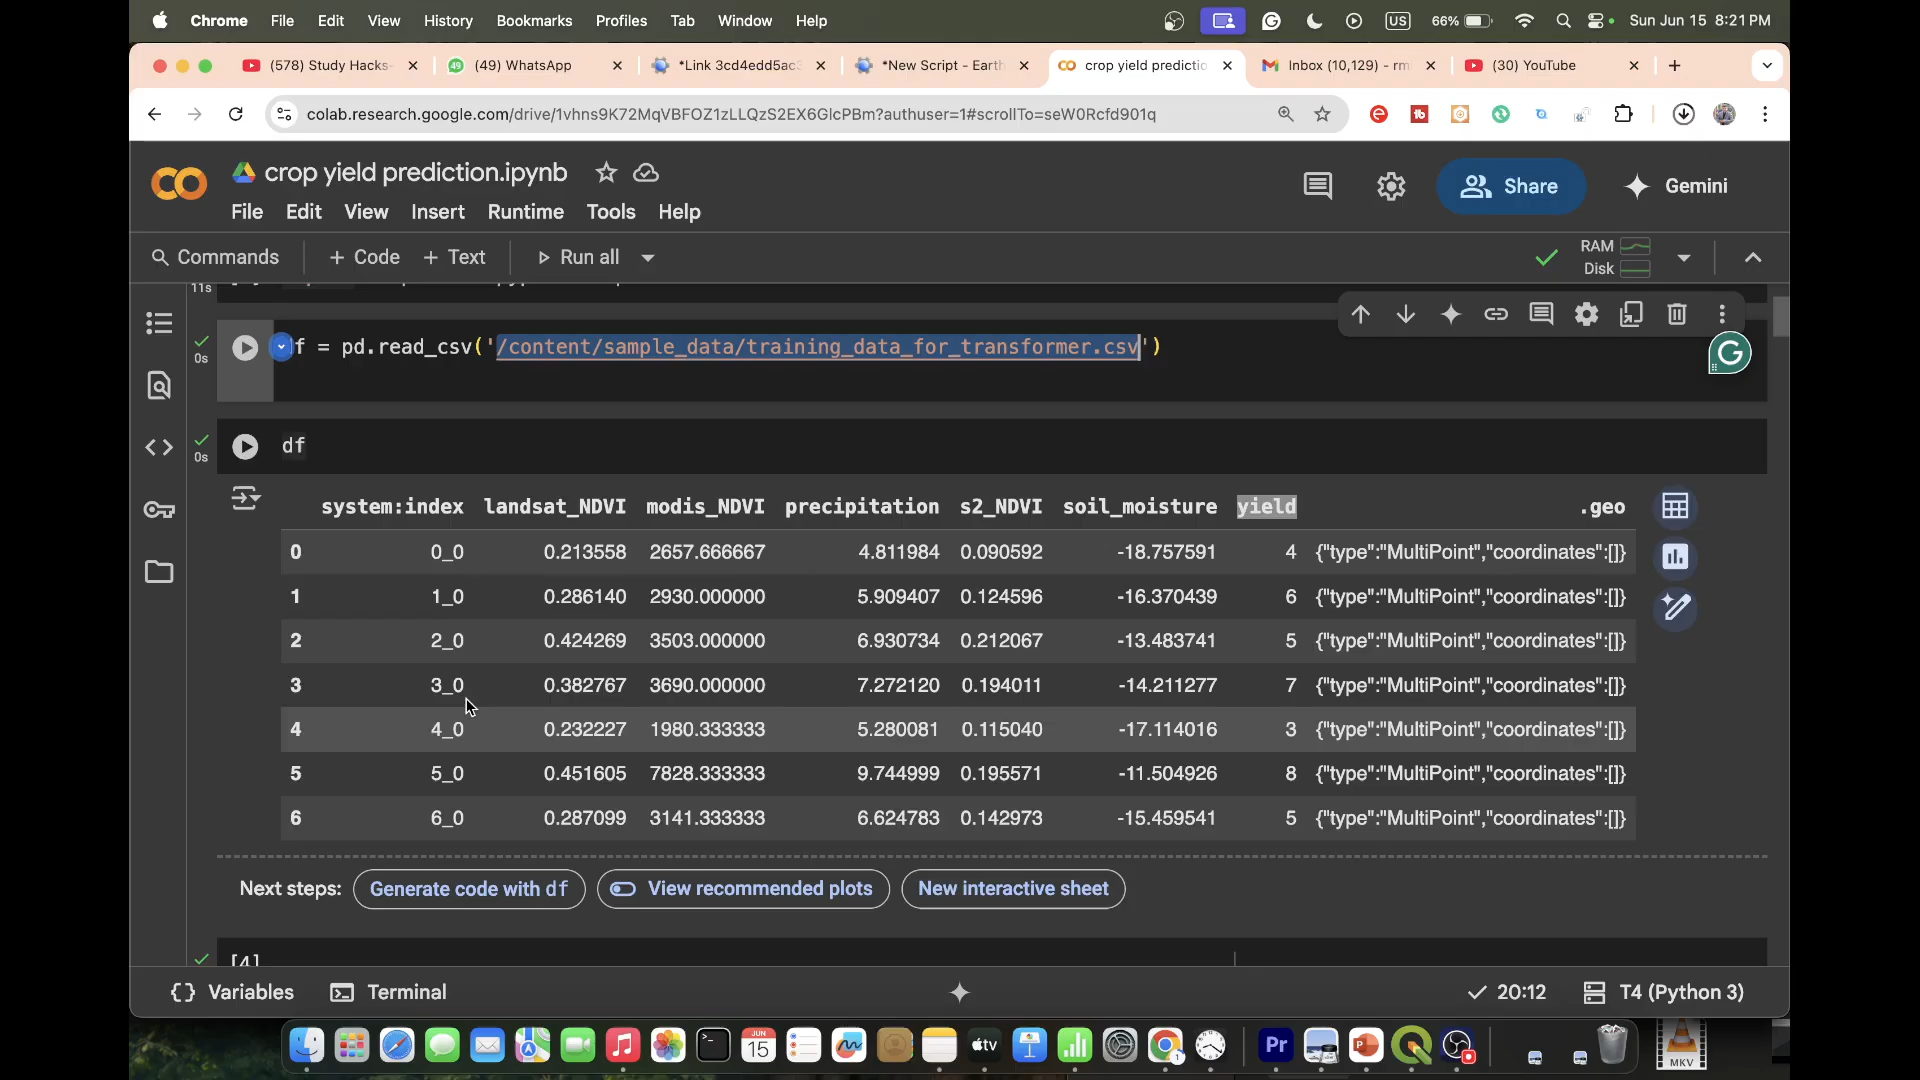 Chrome File Edit View History Bookmarks Profiles Tab Window Help US 66% Sun Jun 15 8:21 PM
(578) Study Hacks 49 (49) WhatsApp *Link 3cd4edd5ac3 *New Script - Earth crop yield predictio Inbox (10,129) - rm (30) YouTube
colab.research.google.com/drive/1vhns9K72MqVBFOZ1zLLQzS2EX6GlcPBm?authuser=1#scrollTo=seW0Rcfd901q
CO crop yield prediction.ipynb
Share Gemini
File Edit View Insert Runtime Tools Help
Commands + Code + Text Run all RAM Disk
11s
0s df = pd.read_csv('/content/sample_data/training_data_for_transformer.csv')
0s df
system:index landsat_NDVI modis_NDVI precipitation s2_NDVI soil_moisture yield .geo
0 0_0 0.213558 2657.666667 4.811984 0.090592 -18.757591 4 {"type":"MultiPoint","coordinates":[]}
1 1_0 0.286140 2930.000000 5.909407 0.124596 -16.370439 6 {"type":"MultiPoint","coordinates":[]}
2 2_0 0.424269 3503.000000 6.930734 0.212067 -13.483741 5 {"type":"MultiPoint","coordinates":[]}
3 3_0 0.382767 3690.000000 7.272120 0.194011 -14.211277 7 {"type":"MultiPoint","coordinates":[]}
4 4_0 0.232227 1980.333333 5.280081 0.115040 -17.114016 3 {"type":"MultiPoint","coordinates":[]}
5 5_0 0.451605 7828.333333 9.744999 0.195571 -11.504926 8 {"type":"MultiPoint","coordinates":[]}
6 6_0 0.287099 3141.333333 6.624783 0.142973 -15.459541 5 {"type":"MultiPoint","coordinates":[]}
Next steps: Generate code with df View recommended plots New interactive sheet
[4]
Variables Terminal 20:12 T4 (Python 3)
JUN 15 tv Pr P MKV